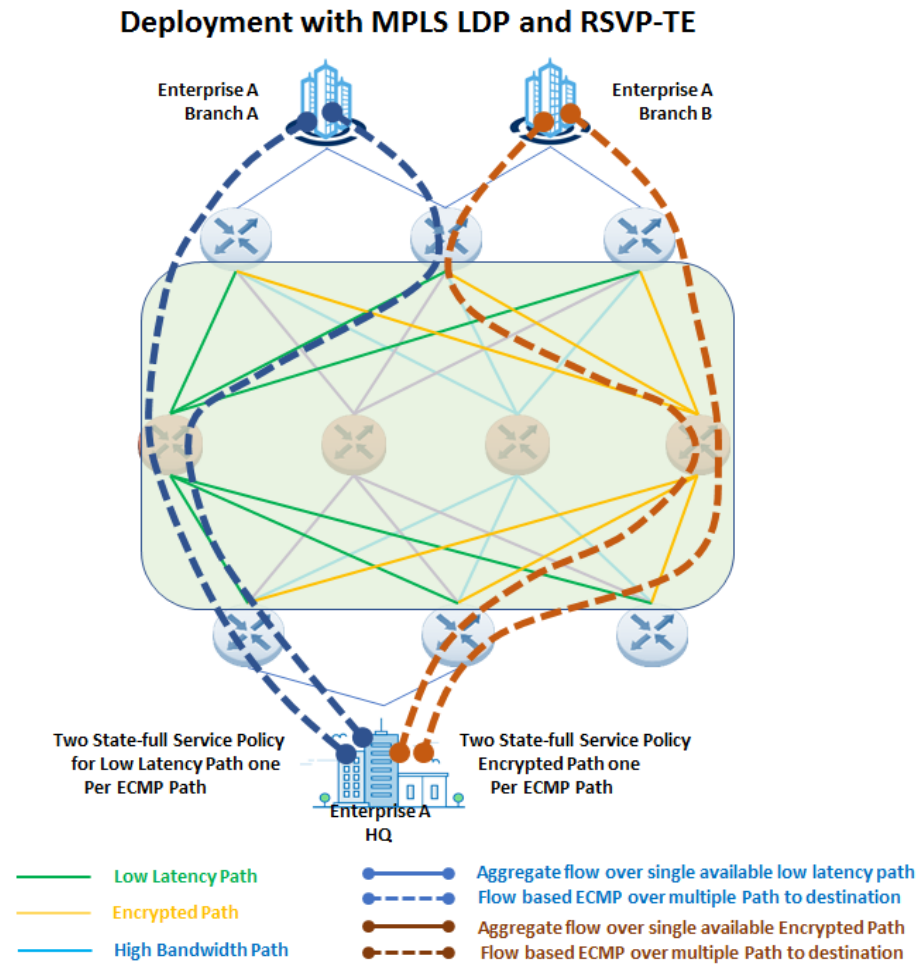 Deployment with MPLS LDP and RSVP-TE
Enterprise A
Branch A
Enterprise A
Branch B
Two State-full Service Policy
for Low Latency Path one
Per ECMP Path
Two State-full Service Policy
Encrypted Path one
Per ECMP Path
Enterprise A
HQ
Low Latency Path
Encrypted Path
High Bandwidth Path
Aggregate flow over single available low latency path
Flow based ECMP over multiple Path to destination
Aggregate flow over single available Encrypted Path
Flow based ECMP over multiple Path to destination